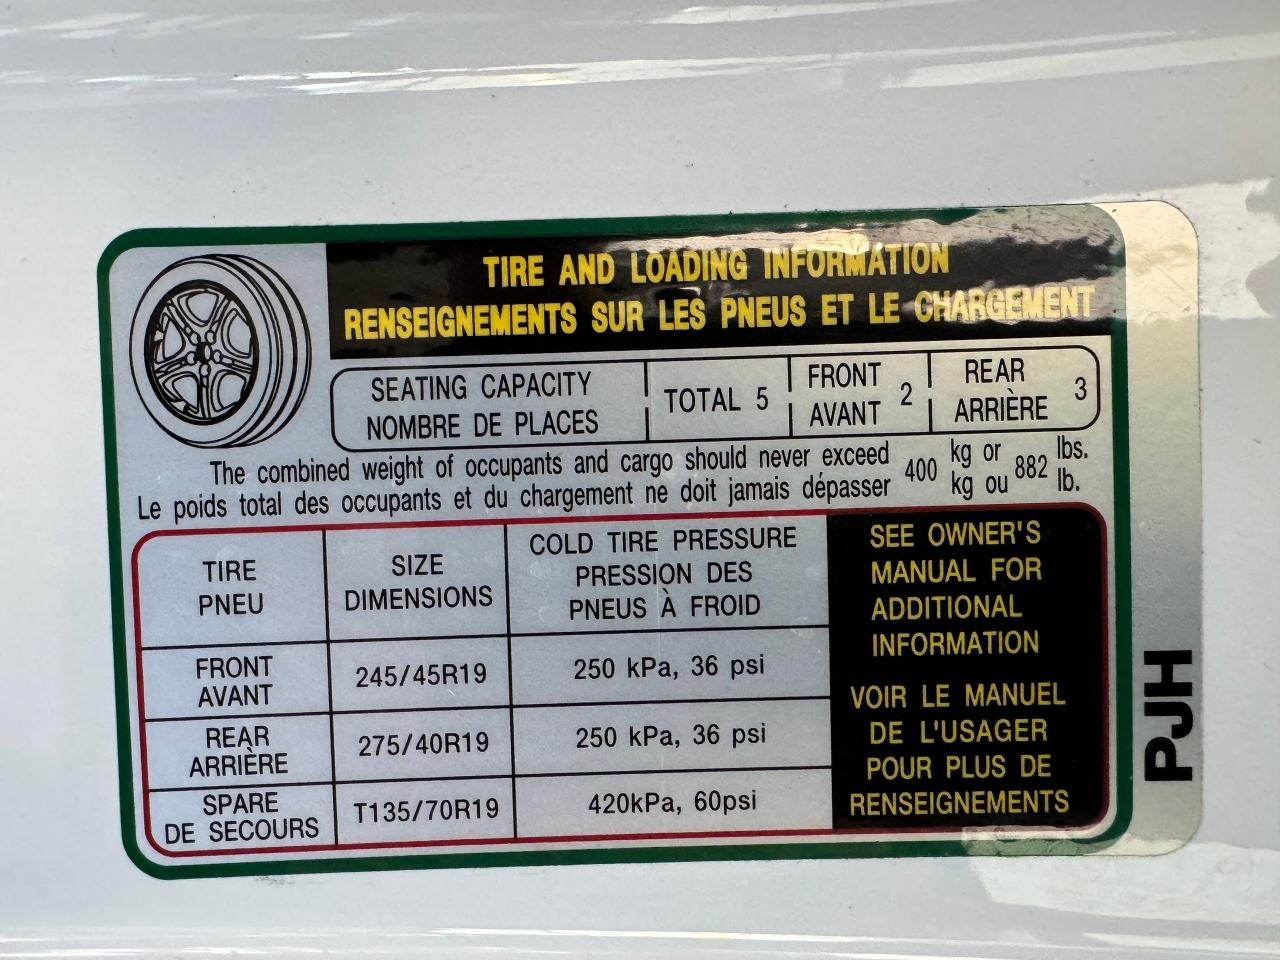 TIRE AND LOADING INFORMATION
RENSEIGNEMENTS SUR LES PNEUS ET LE CHARGEMENT
SEATING CAPACITY
NOMBRE DE PLACES
TOTAL 5
FRONT
AVANT
2
REAR
ARRIÈRE
3
The combined weight of occupants and cargo should never exceed
Le poids total des occupants et du chargement ne doit jamais dépasser
400
kg or
kg ou
882
lbs.
lb.
TIRE
PNEU
SIZE
DIMENSIONS
COLD TIRE PRESSURE
PRESSION DES
PNEUS À FROID
FRONT
AVANT
245/45R19
250 kPa, 36 psi
REAR
ARRIÈRE
275/40R19
250 kPa, 36 psi
SPARE
DE SECOURS
T135/70R19
420kPa, 60psi
SEE OWNER'S
MANUAL FOR
ADDITIONAL
INFORMATION
VOIR LE MANUEL
DE L'USAGER
POUR PLUS DE
RENSEIGNEMENTS
PJH